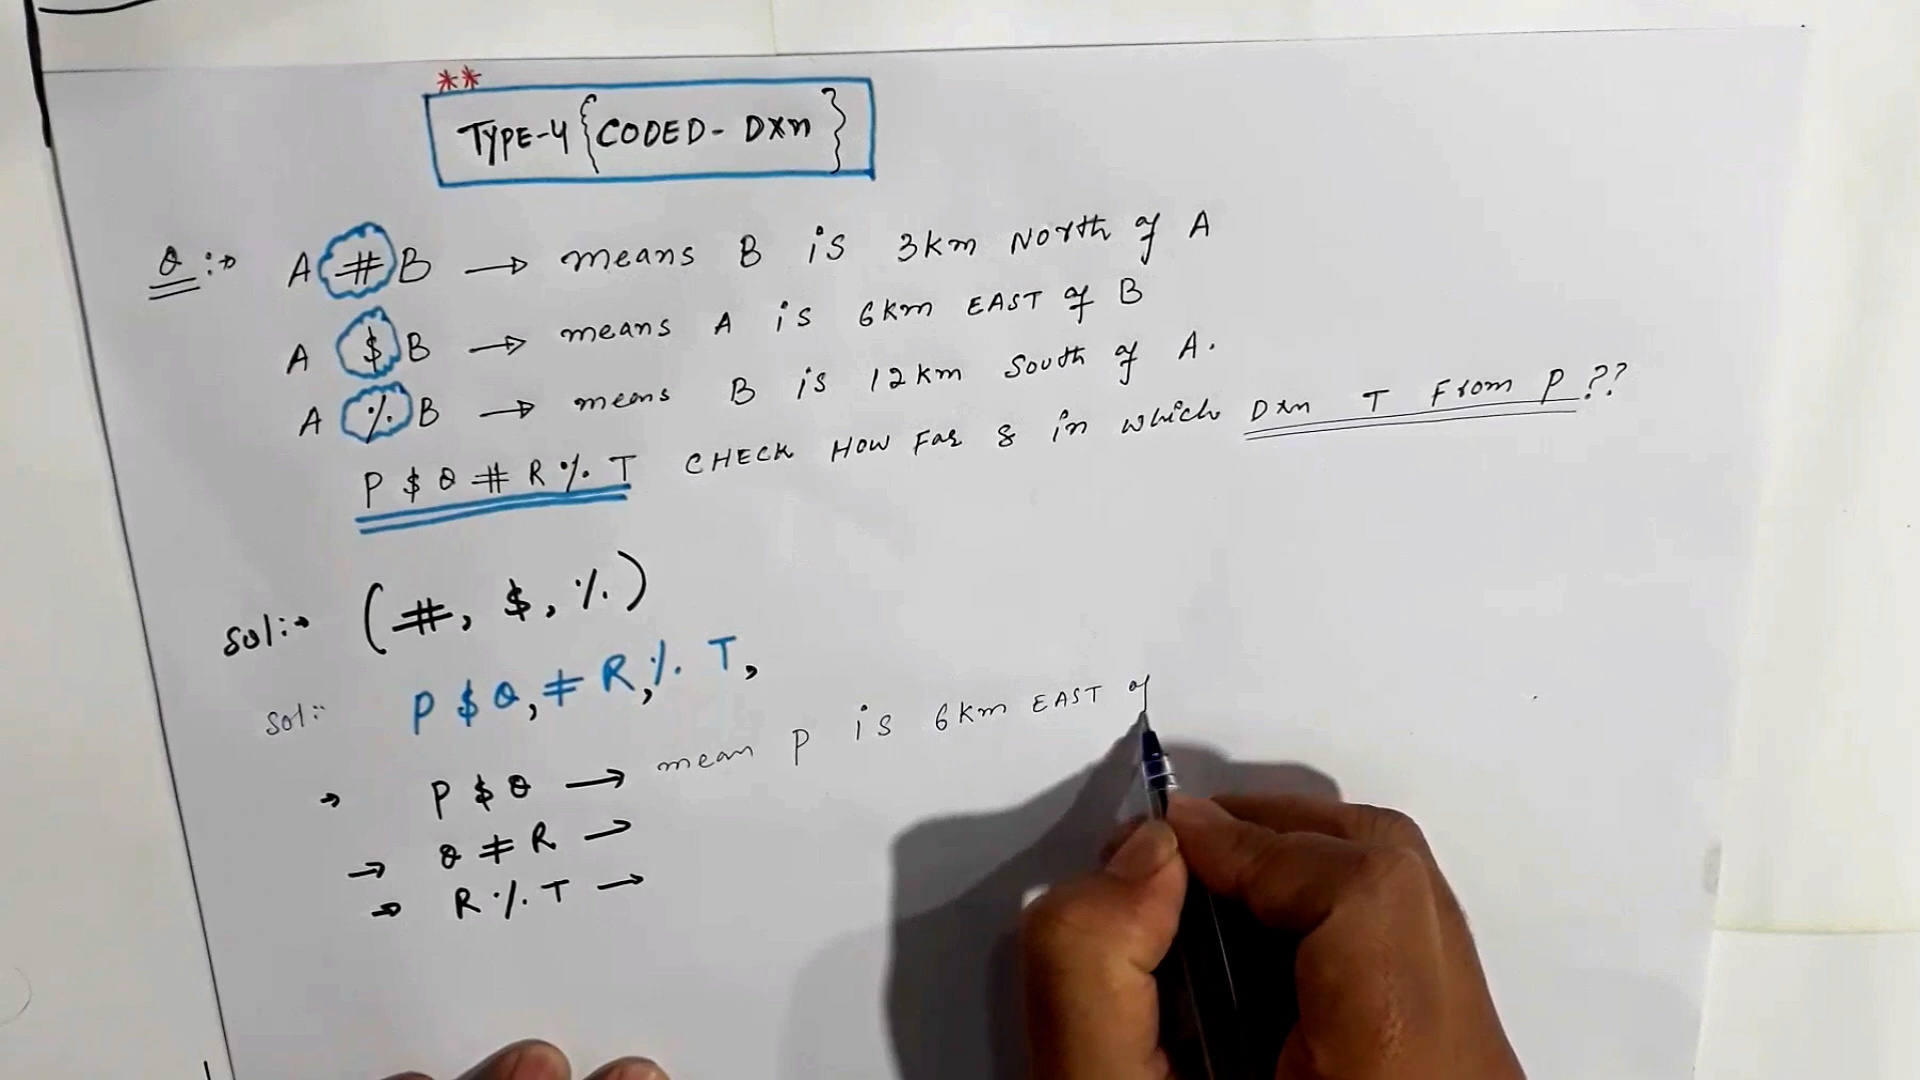 **
TYPE-4 {CODED- DXn}
Q :→ A # B → means B is 3km North of A
A $ B → means A is 6km EAST of B
A % B → means B is 12km South of A.
P $ Q # R % T CHECK HOW Far & in which Dxn T From P ??
Sol:→ (#, $, %)
Sol:- P $ Q, # R, % T,
→ P $ Q → mean P is 6km EAST of
→ Q # R →
→ R % T →